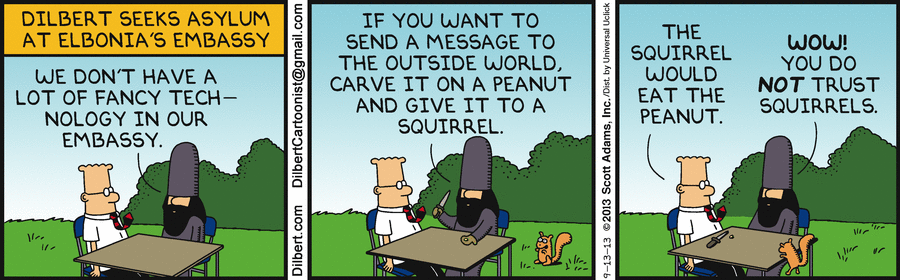 DILBERT SEEKS ASYLUM
AT ELBONIA'S EMBASSY
WE DON'T HAVE A
LOT OF FANCY TECH-
NOLOGY IN OUR
EMBASSY.
Dilbert.com DilbertCartoonist@gmail.com
IF YOU WANT TO
SEND A MESSAGE TO
THE OUTSIDE WORLD,
CARVE IT ON A PEANUT
AND GIVE IT TO A
SQUIRREL.
9-13-13 ©2013 Scott Adams, Inc. /Dist. by Universal Uclick
THE
SQUIRREL
WOULD
EAT THE
PEANUT.
WOW!
YOU DO
NOT TRUST
SQUIRRELS.